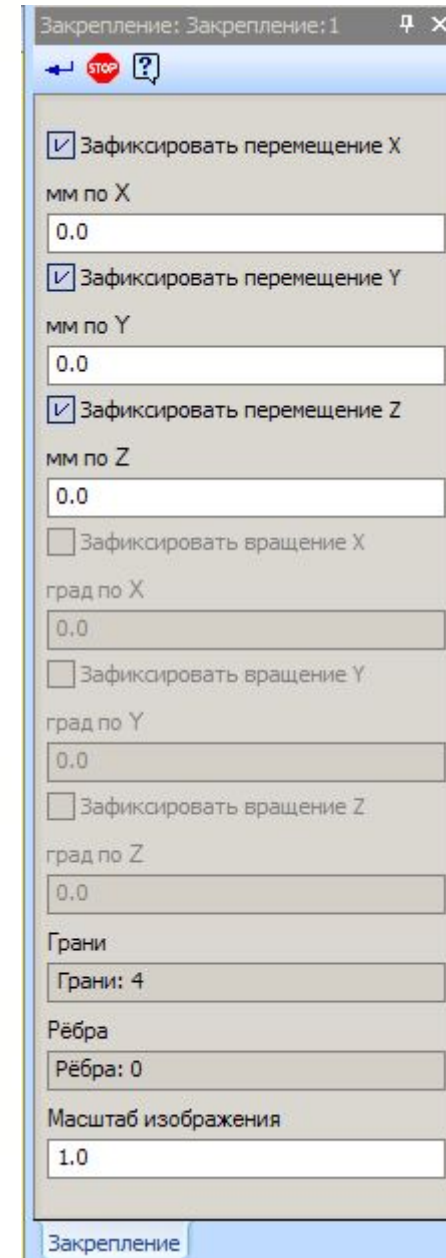 Закрепление: Закрепление:1
STOP
?
Зафиксировать перемещение X
мм по X
0.0
Зафиксировать перемещение Y
мм по Y
0.0
Зафиксировать перемещение Z
мм по Z
0.0
Зафиксировать вращение X
град по X
0.0
Зафиксировать вращение Y
град по Y
0.0
Зафиксировать вращение Z
град по Z
0.0
Грани
Грани: 4
Рёбра
Рёбра: 0
Масштаб изображения
1.0
Закрепление